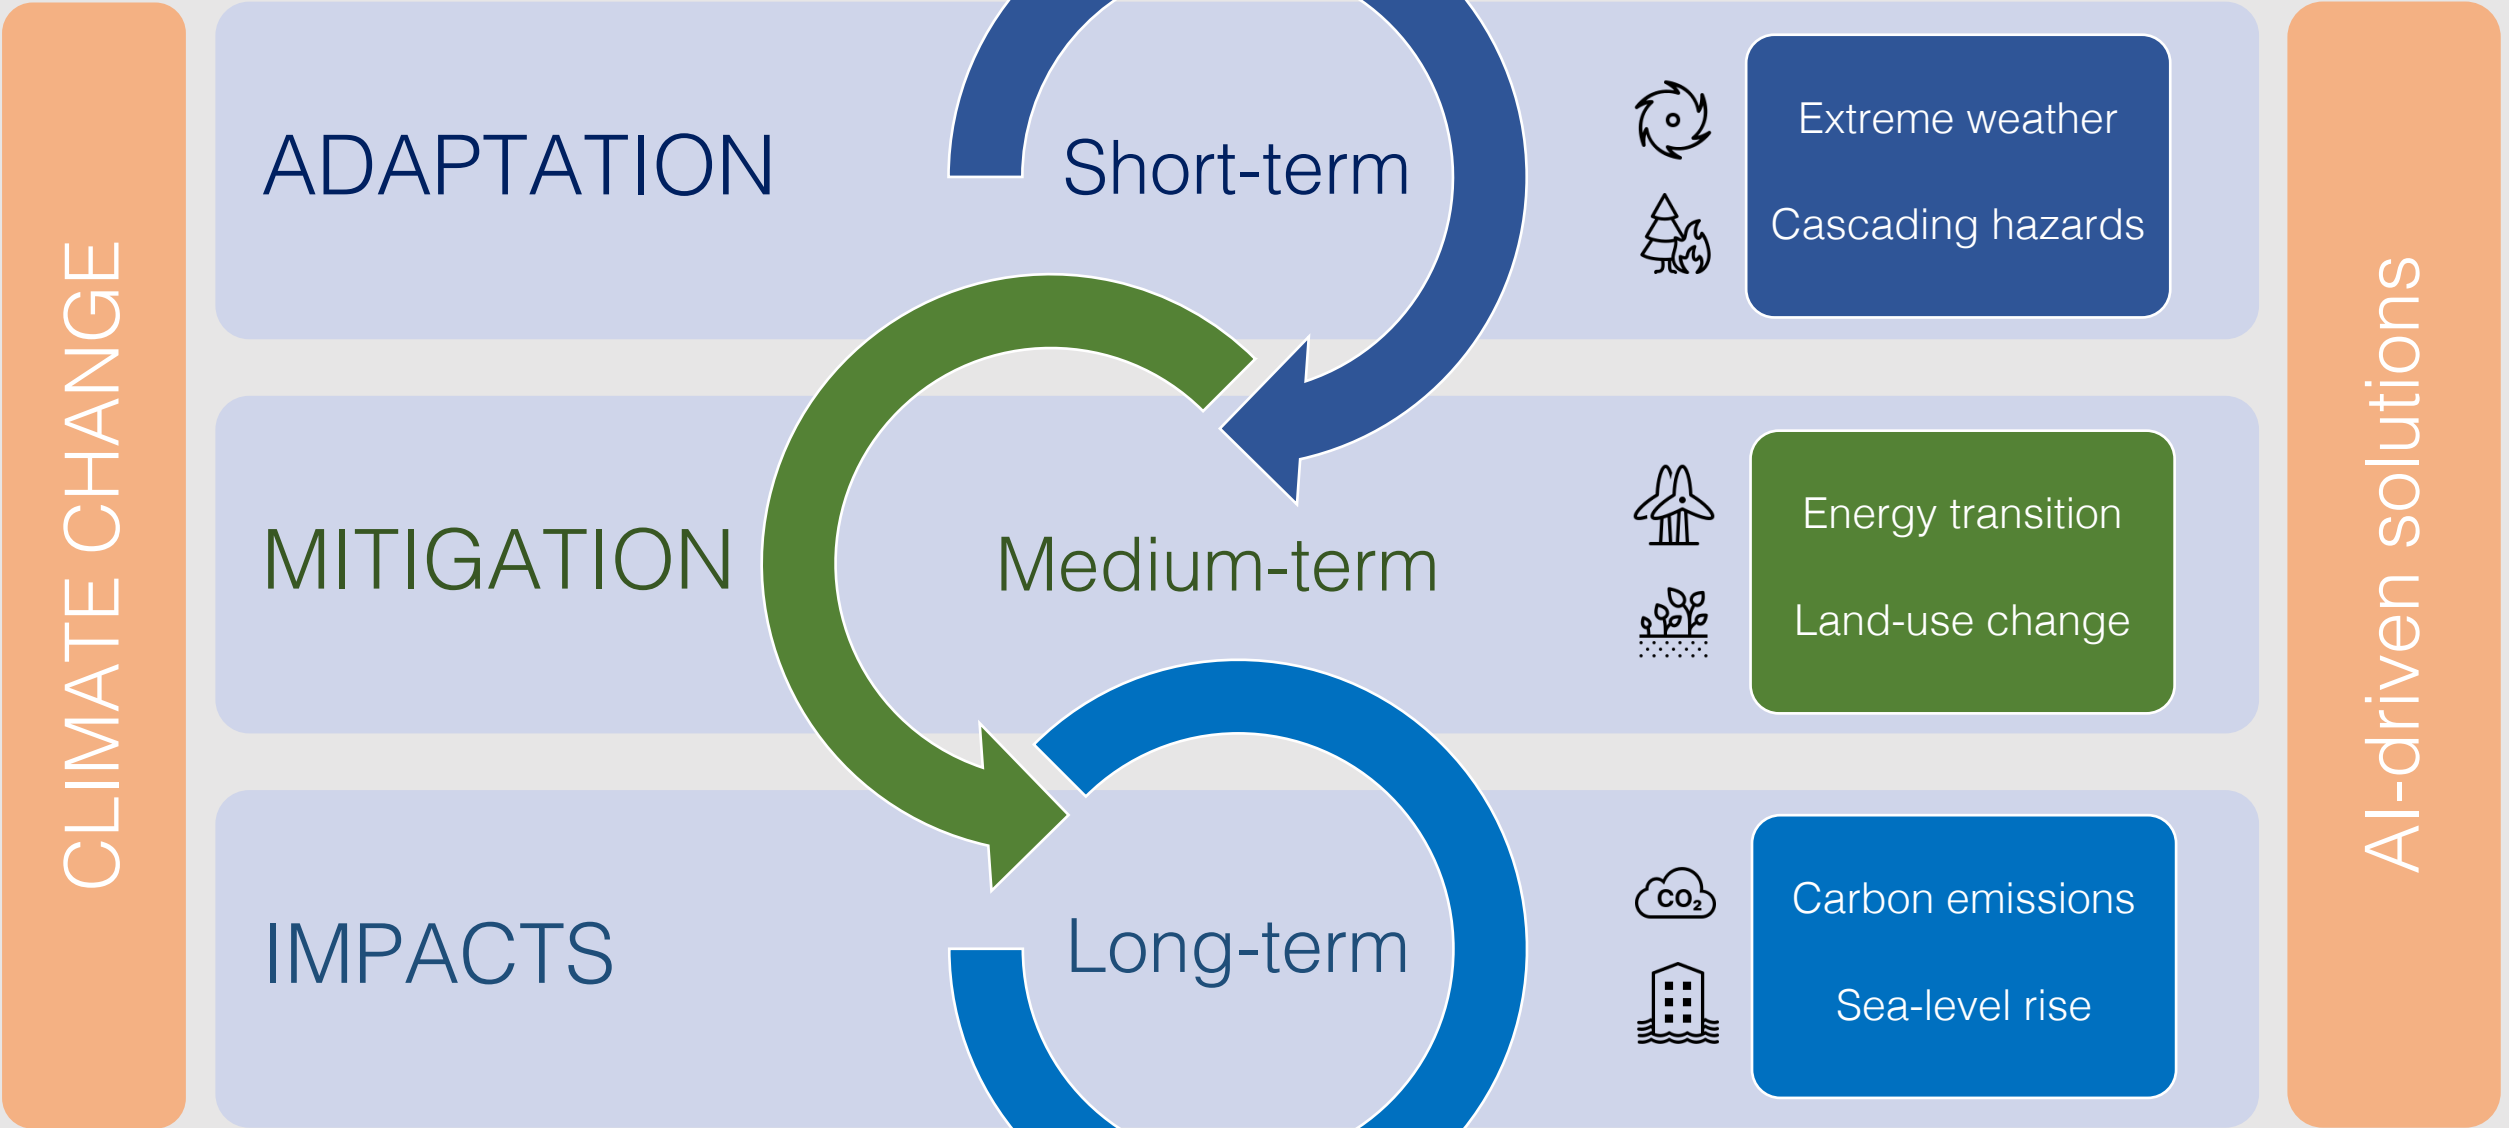 CLIMATE CHANGE
ADAPTATION
Short-term
Extreme weather
Cascading hazards
MITIGATION
Medium-term
Energy transition
Land-use change
IMPACTS
Long-term
CO₂
Carbon emissions
Sea-level rise
AI-driven solutions